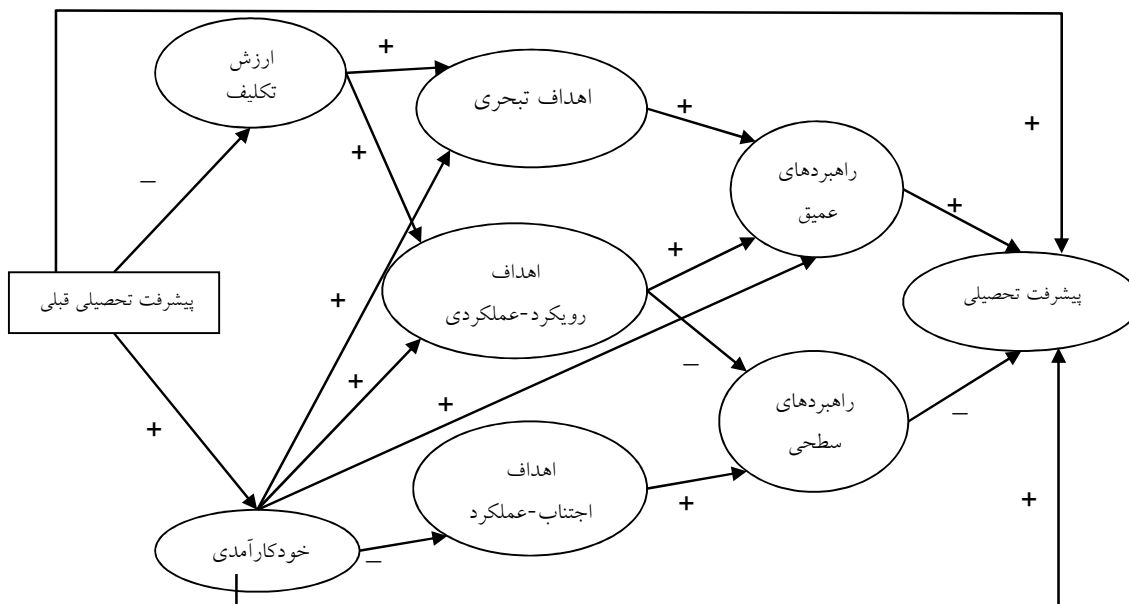 +
ارزش
تکلیف
+
اهداف تبحری
+
+
+
راهبردهای
عمیق
–
+
اهداف
رویکرد-عملکردی
+
+
پیشرفت تحصیلی قبلی
پیشرفت تحصیلی
–
+
+
راهبردهای
سطحی
–
+
اهداف
اجتناب-عملکرد
+
+
خودکارآمدی
–